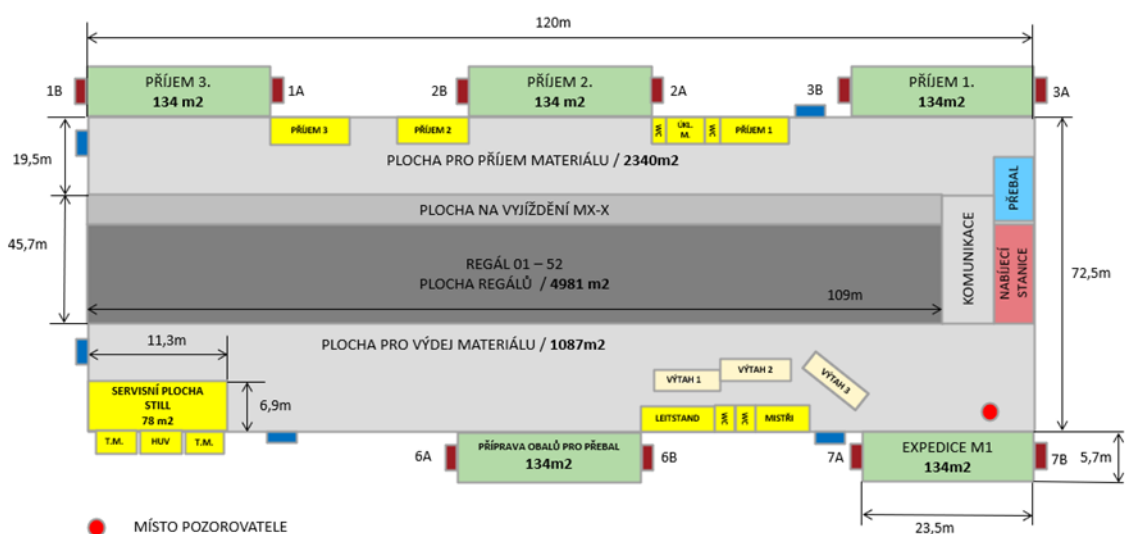 120m
PŘÍJEM 3.
134 m2
PŘÍJEM 2.
134 m2
PŘÍJEM 1.
134m2
1B
1A
2B
2A
3B
3A
PŘÍJEM 3
PŘÍJEM 2
WC
ÚKL.
M.
WC
PŘÍJEM 1
19,5m
PLOCHA PRO PŘÍJEM MATERIÁLU / 2340m2
PŘEBAL
PLOCHA NA VYJÍŽDĚNÍ MX-X
45,7m
REGÁL 01 – 52
PLOCHA REGÁLŮ / 4981 m2
KOMUNIKACE
NABÍJECÍ
STANICE
72,5m
109m
11,3m
PLOCHA PRO VÝDEJ MATERIÁLU / 1087m2
VÝTAH 1
VÝTAH 2
VÝTAH 3
SERVISNÍ PLOCHA
STILL
78 m2
6,9m
LEITSTAND
WC
WC
MISTŘI
T.M.
HUV
T.M.
6A
PŘÍPRAVA OBALŮ PRO PŘEBAL
134m2
6B
7A
EXPEDICE M1
134m2
7B
5,7m
23,5m
MÍSTO POZOROVATELE